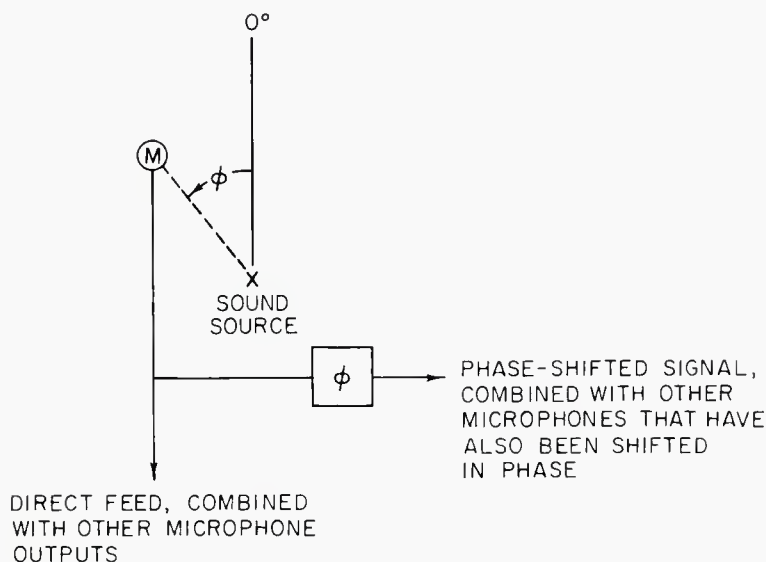 0°
M
φ
X
SOUND
SOURCE
φ
PHASE-SHIFTED SIGNAL,
COMBINED WITH OTHER
MICROPHONES THAT HAVE
ALSO BEEN SHIFTED
IN PHASE
DIRECT FEED, COMBINED
WITH OTHER MICROPHONE
OUTPUTS